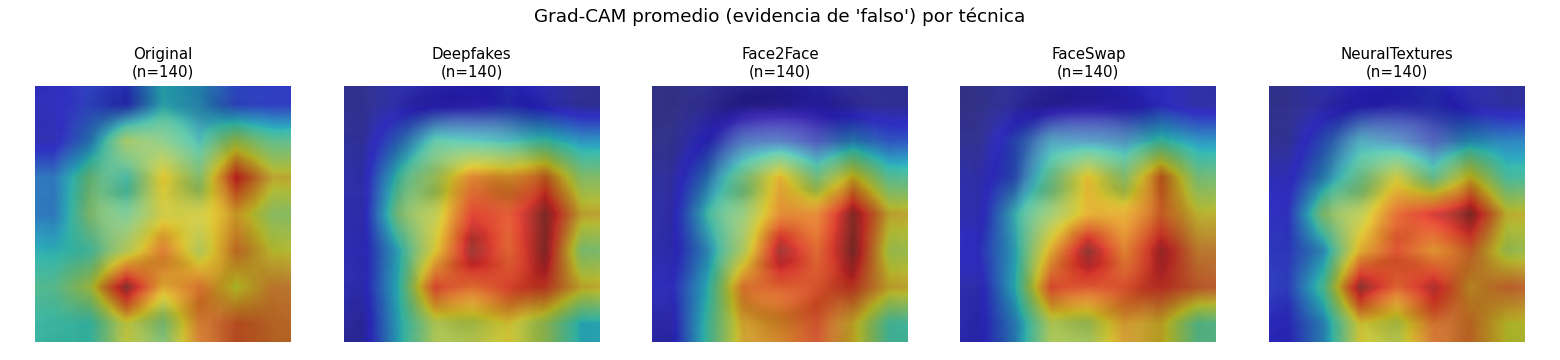 Grad-CAM promedio (evidencia de 'falso') por técnica
Original
(n=140)
Deepfakes
(n=140)
Face2Face
(n=140)
FaceSwap
(n=140)
NeuralTextures
(n=140)